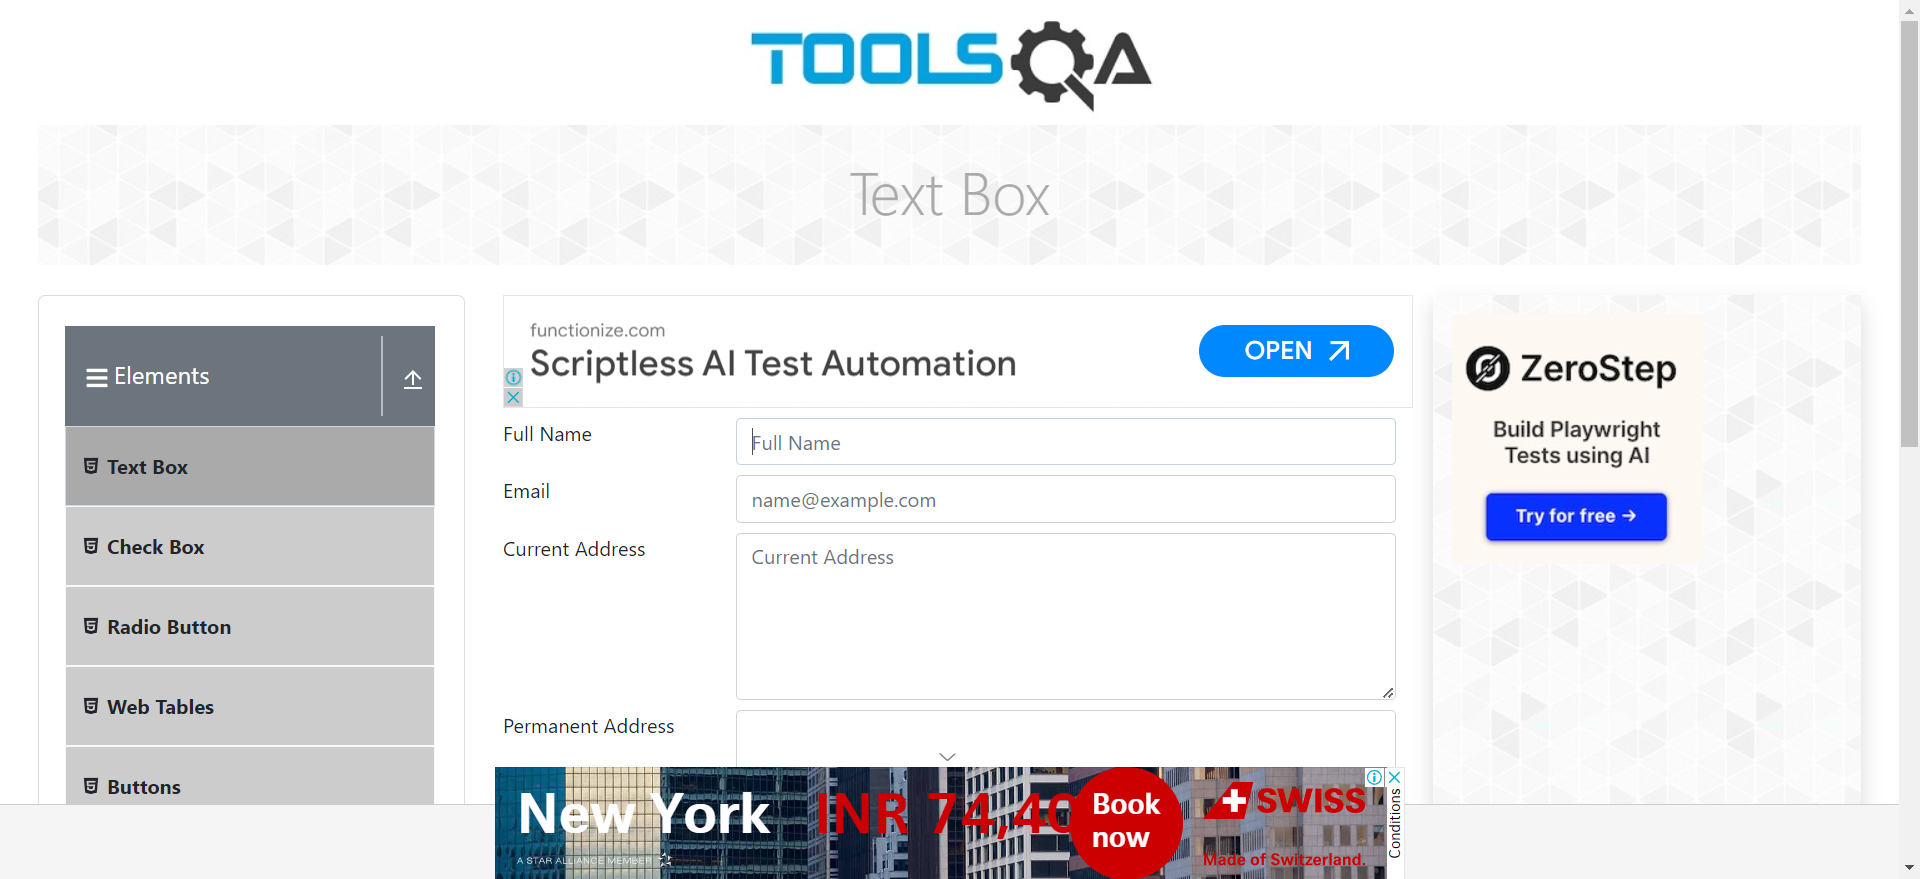 TOOLSQA
Text Box
Elements
Text Box
Check Box
Radio Button
Web Tables
Buttons
functionize.com
Scriptless AI Test Automation
OPEN
Full Name
Full Name
Email
name@example.com
Current Address
Current Address
Permanent Address
ZeroStep
Build Playwright
Tests using AI
Try for free →
New York
INR 74,40
Book
now
SWISS
A STAR ALLIANCE MEMBER
Made of Switzerland.
Conditions